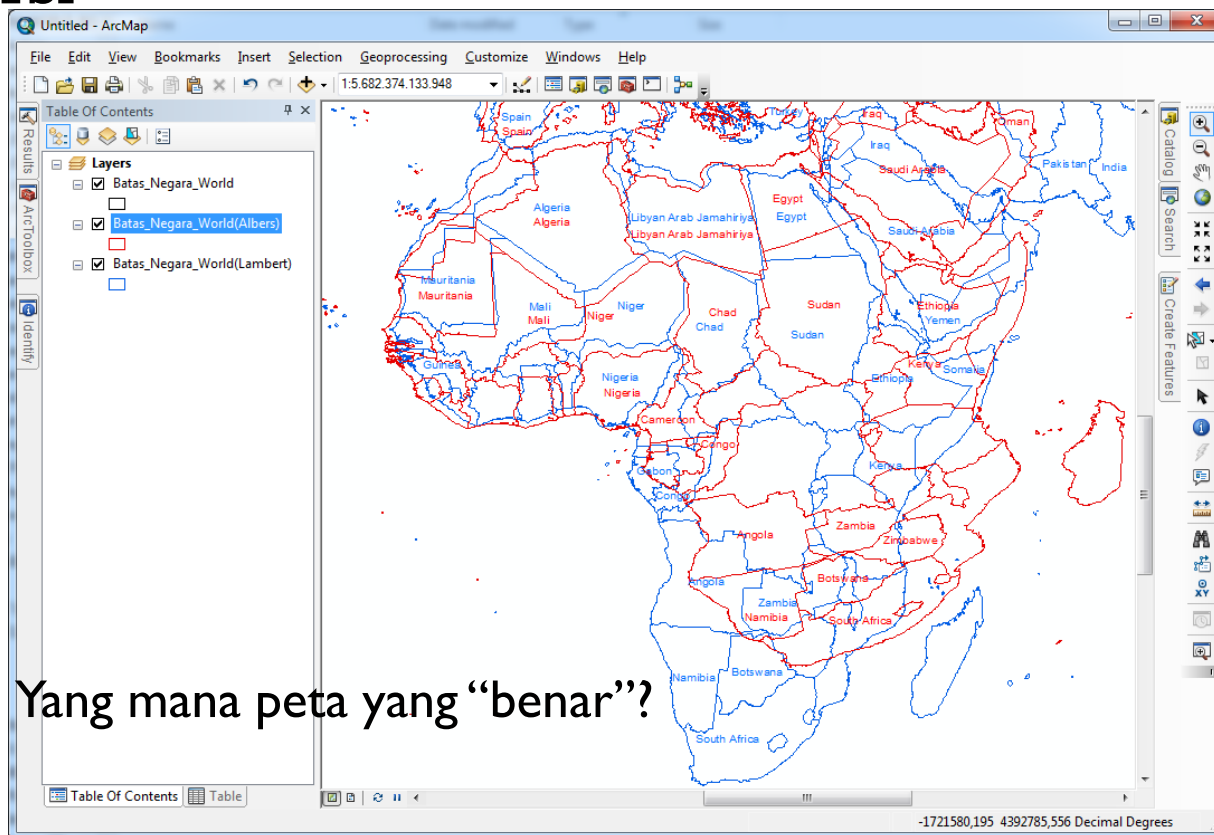 Untitled - ArcMap
File Edit View Bookmarks Insert Selection Geoprocessing Customize Windows Help
1:5.682.374.133.948
Table Of Contents
Results
ArcToolbox
Identify
Layers
Batas_Negara_World
Batas_Negara_World(Albers)
Batas_Negara_World(Lambert)
Spain
Spain
Turkey
Iraq
Oman
Iraq
Saudi Arabia
Pakistan
India
Algeria
Algeria
Libyan Arab Jamahiriya
Libyan Arab Jamahiriya
Egypt
Egypt
Saudi Arabia
Mauritania
Mauritania
Mali
Mali
Niger
Niger
Chad
Chad
Sudan
Sudan
Ethiopia
Yemen
Guinea
Nigeria
Nigeria
Kenya
Somalia
Ethiopia
Cameroon
Congo
Gabon
Congo
Kenya
Angola
Zambia
Zimbabwe
Angola
Botswana
Zambia
Namibia
South Africa
Namibia
Botswana
South Africa
Yang mana peta yang “benar”?
Catalog
Search
Create Features
XY
Table Of Contents Table
-1721580,195 4392785,556 Decimal Degrees